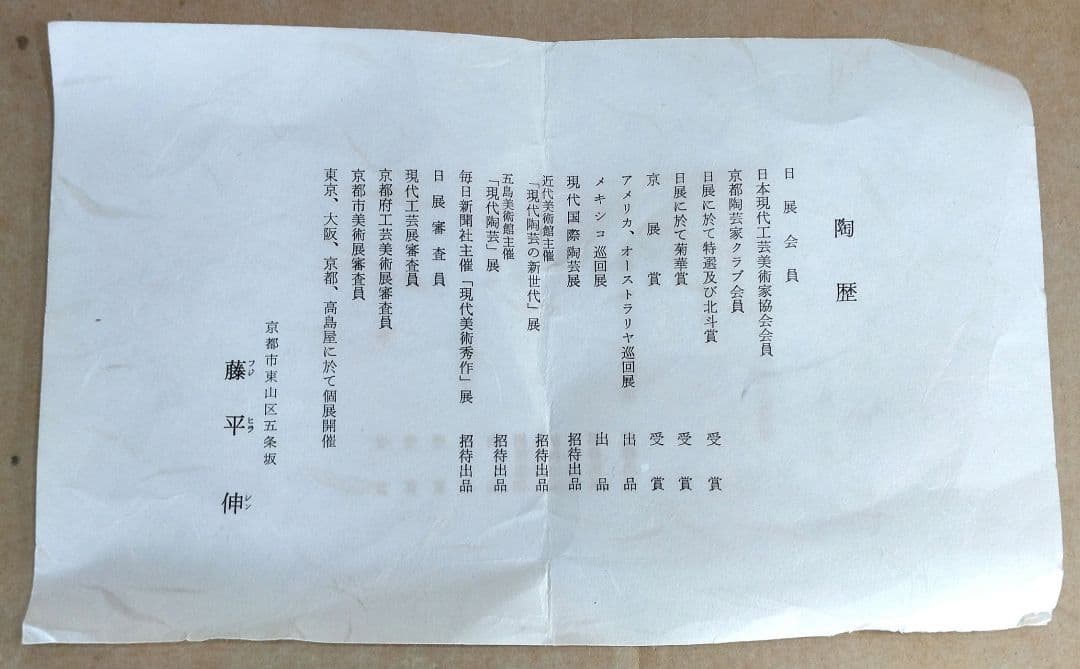 陶歴
日展会員
日本現代工芸美術家協会会員
京都陶芸家クラブ会員
日展に於て特選及び北斗賞 受賞
日展に於て菊華賞 受賞
京展賞 受賞
アメリカ、オーストラリヤ巡回展 出品
メキシコ巡回展 出品
現代国際陶芸展 招待出品
近代美術館主催
「現代陶芸の新世代」展 招待出品
五島美術館主催
「現代陶芸」展 招待出品
毎日新聞社主催「現代美術秀作」展 招待出品
日展審査員
現代工芸展審査員
京都府工芸美術展審査員
京都市美術展審査員
東京、大阪、京都、高島屋に於て個展開催
京都市東山区五条坂
藤平伸
フジ ヒラ シン